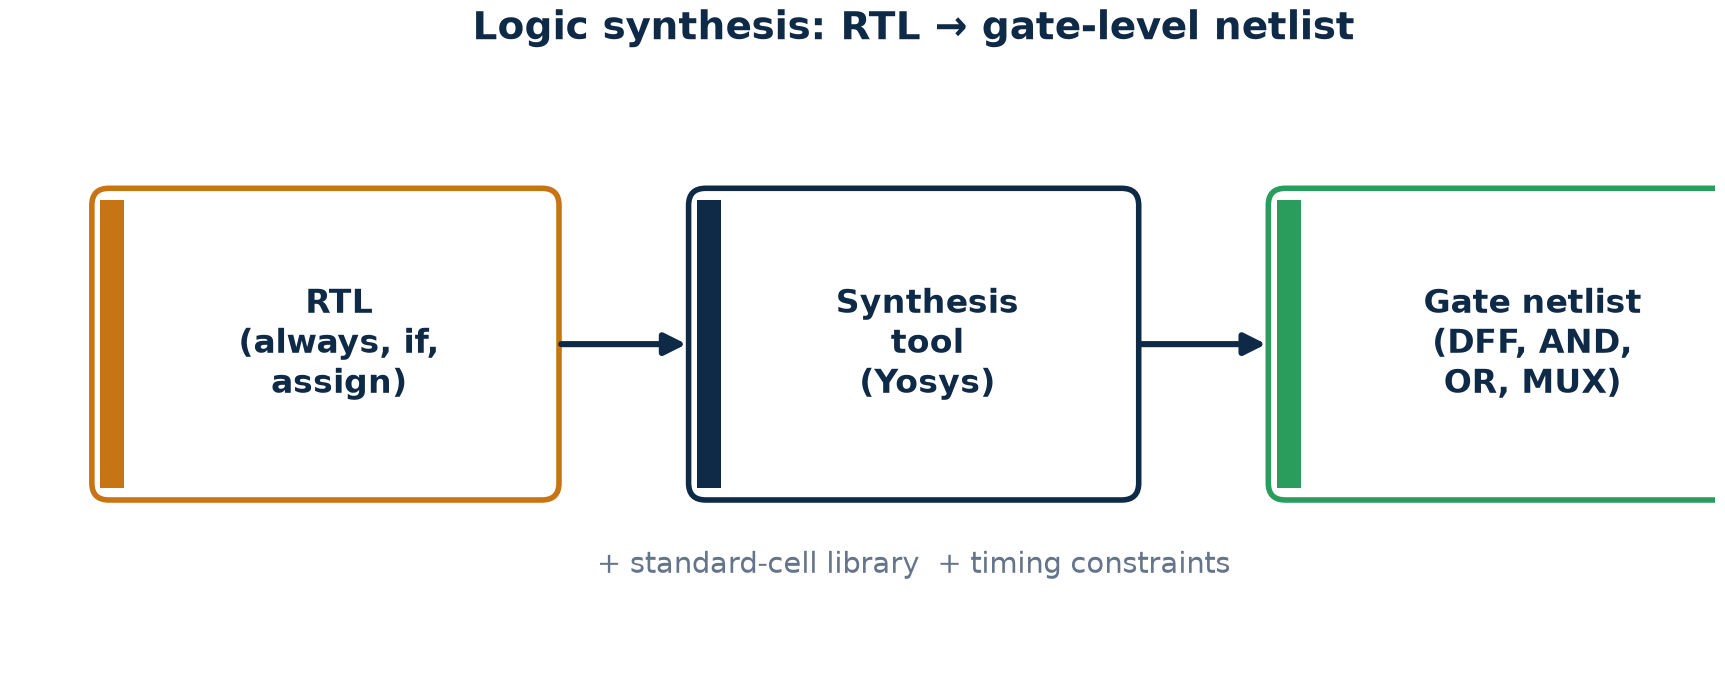 Logic synthesis: RTL → gate-level netlist
RTL
(always, if,
assign)
Synthesis
tool
(Yosys)
Gate netlist
(DFF, AND,
OR, MUX)
+ standard-cell library  + timing constraints